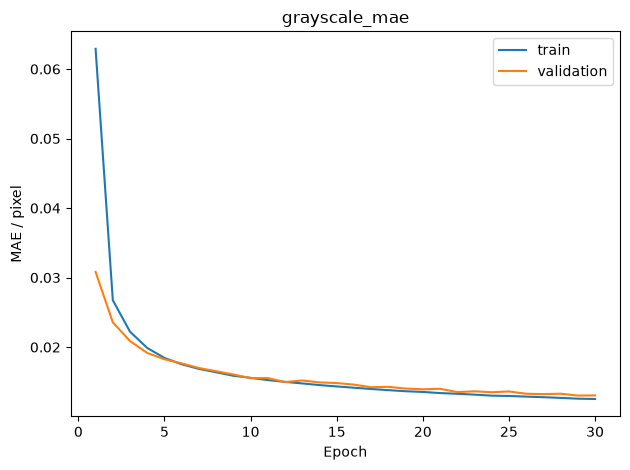 grayscale_mae
train
validation
MAE / pixel
0.06
0.05
0.04
0.03
0.02
0 5 10 15 20 25 30
Epoch